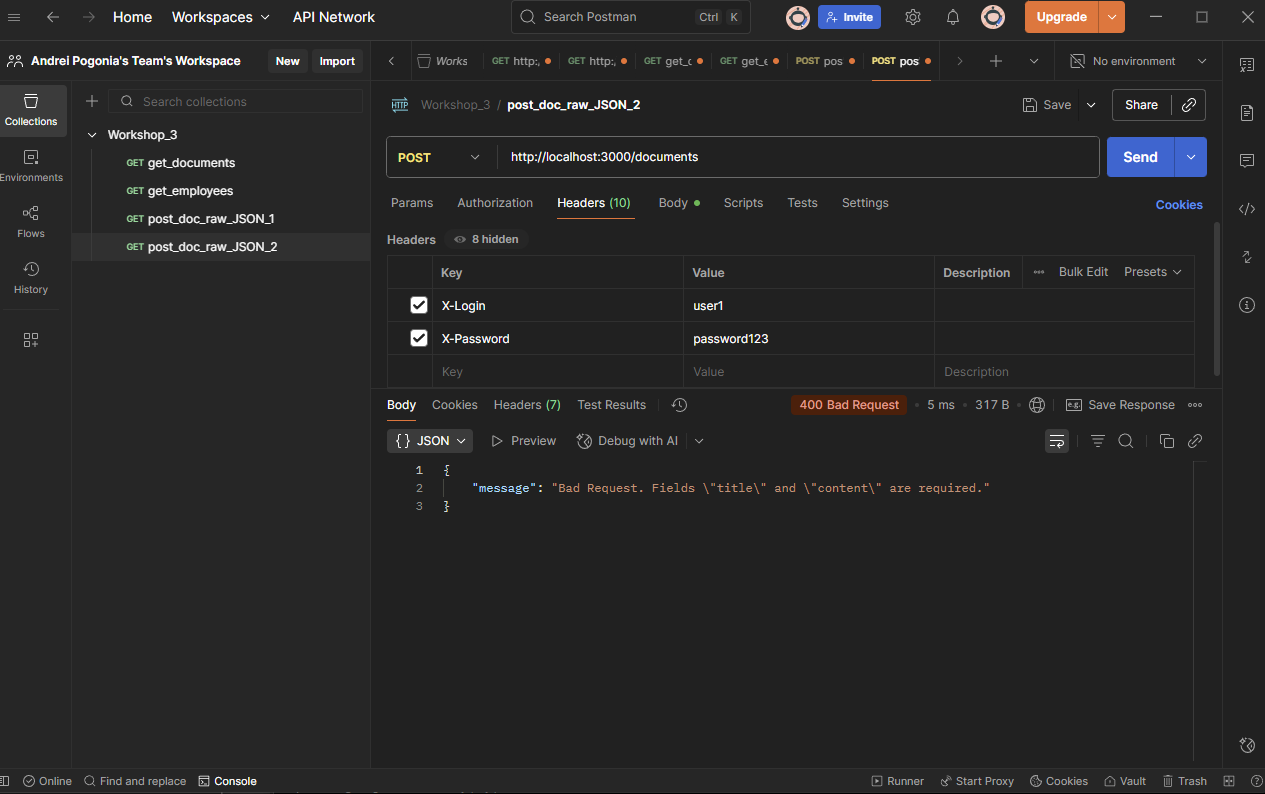 Home Workspaces API Network Search Postman Ctrl K Invite Upgrade
Andrei Pogonia's Team's Workspace New Import
Works GET http:, GET http:, GET get_c GET get_e POST pos POST pos No environment
Collections
Environments
Flows
History
Search collections
Workshop_3
GET get_documents
GET get_employees
GET post_doc_raw_JSON_1
GET post_doc_raw_JSON_2
HTTP Workshop_3 / post_doc_raw_JSON_2 Save Share
POST http://localhost:3000/documents Send
Params Authorization Headers (10) Body Scripts Tests Settings Cookies
Headers 8 hidden
Key Value Description Bulk Edit Presets
X-Login user1
X-Password password123
Key Value Description
Body Cookies Headers (7) Test Results 400 Bad Request 5 ms 317 B e.g. Save Response
{} JSON Preview Debug with AI
1 {
2 "message": "Bad Request. Fields \"title\" and \"content\" are required."
3 }
Online Find and replace Console Runner Start Proxy Cookies Vault Trash